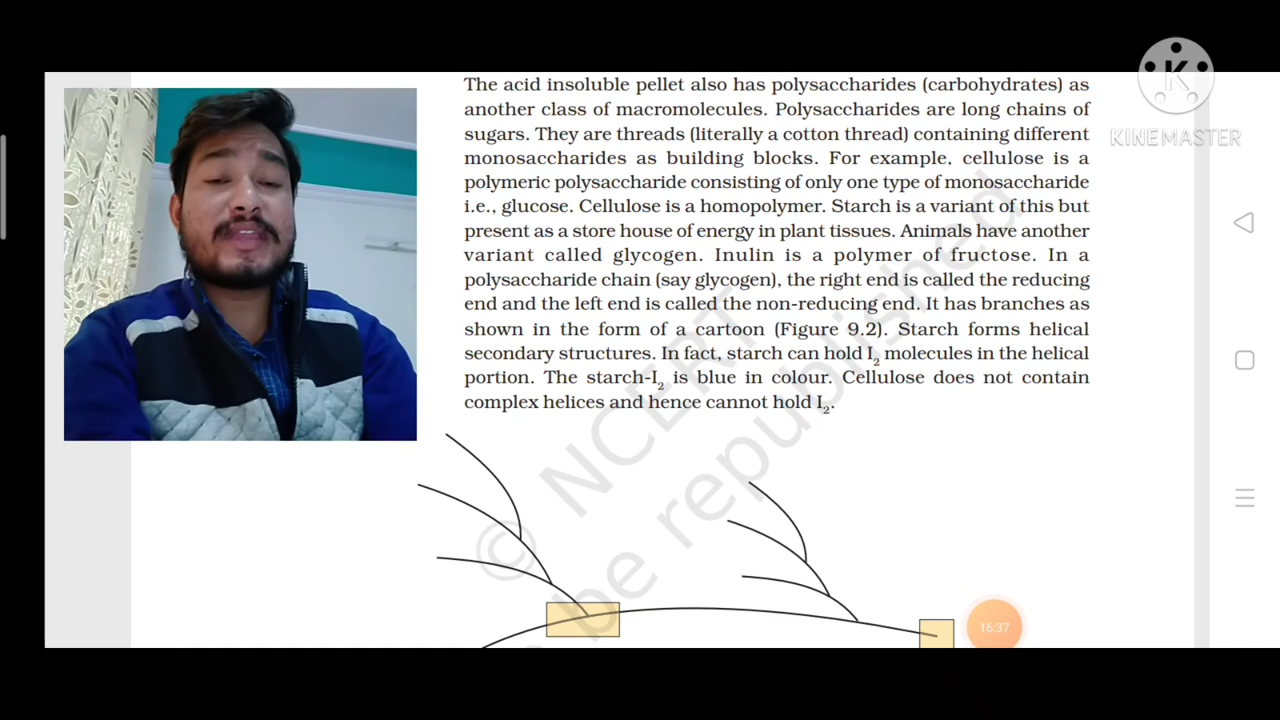 The acid insoluble pellet also has polysaccharides (carbohydrates) as
another class of macromolecules. Polysaccharides are long chains of
sugars. They are threads (literally a cotton thread) containing different
monosaccharides as building blocks. For example, cellulose is a
polymeric polysaccharide consisting of only one type of monosaccharide
i.e., glucose. Cellulose is a homopolymer. Starch is a variant of this but
present as a store house of energy in plant tissues. Animals have another
variant called glycogen. Inulin is a polymer of fructose. In a
polysaccharide chain (say glycogen), the right end is called the reducing
end and the left end is called the non-reducing end. It has branches as
shown in the form of a cartoon (Figure 9.2). Starch forms helical
secondary structures. In fact, starch can hold I₂ molecules in the helical
portion. The starch-I₂ is blue in colour. Cellulose does not contain
complex helices and hence cannot hold I₂.
K
KINEMASTER
© NCERT
be republished
16:37